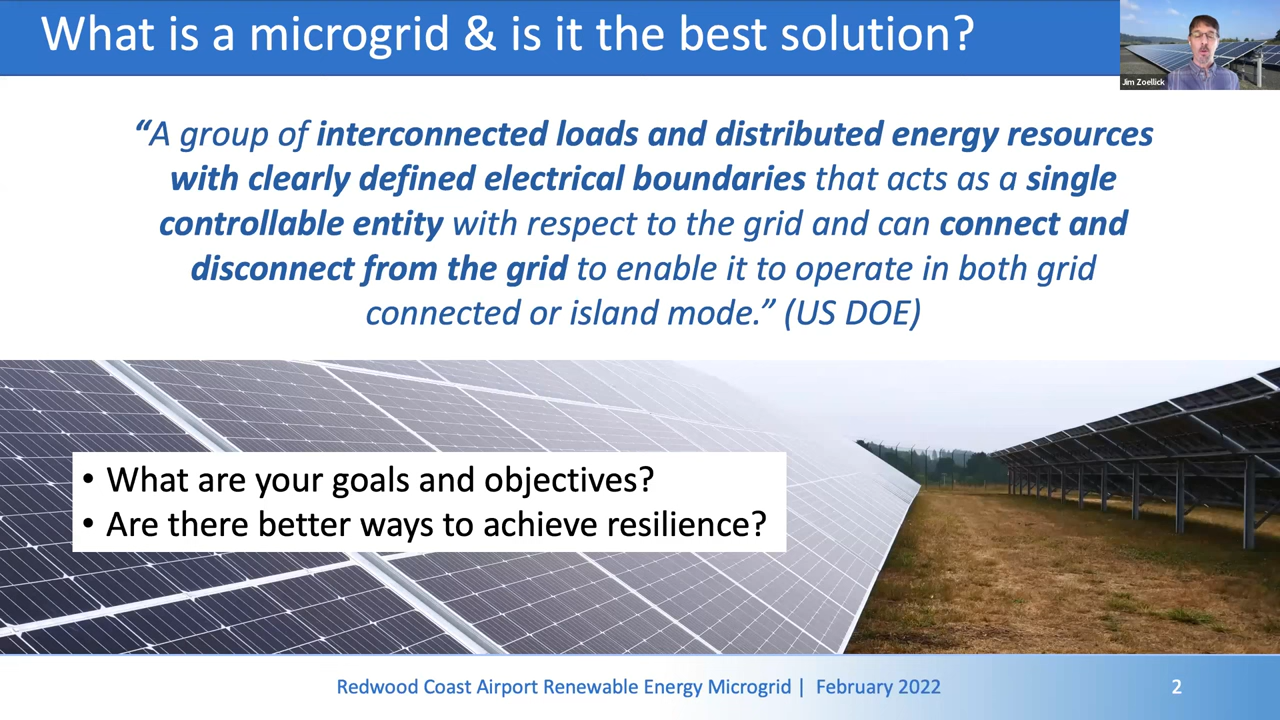 What is a microgrid & is it the best solution?
Jim Zoellick
“A group of interconnected loads and distributed energy resources
with clearly defined electrical boundaries that acts as a single
controllable entity with respect to the grid and can connect and
disconnect from the grid to enable it to operate in both grid
connected or island mode.” (US DOE)
• What are your goals and objectives?
• Are there better ways to achieve resilience?
Redwood Coast Airport Renewable Energy Microgrid | February 2022
2